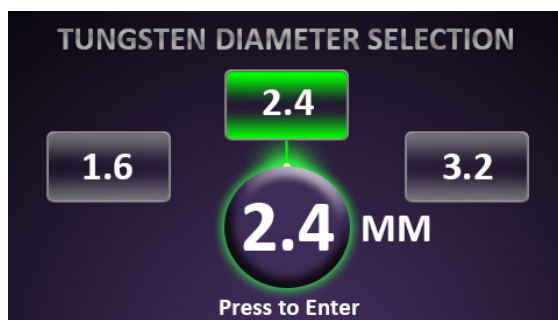 TUNGSTEN DIAMETER SELECTION
2.4
1.6
3.2
2.4 MM
Press to Enter